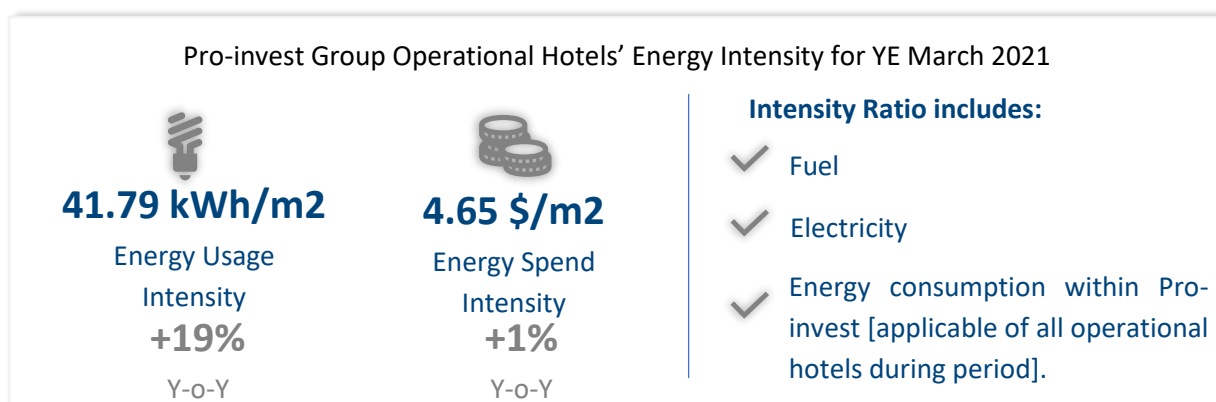 Pro-invest Group Operational Hotels’ Energy Intensity for YE March 2021
41.79 kWh/m2
Energy Usage
Intensity
+19%
Y-o-Y
4.65 $/m2
Energy Spend
Intensity
+1%
Y-o-Y
Intensity Ratio includes:
Fuel
Electricity
Energy consumption within Pro-
invest [applicable of all operational
hotels during period].